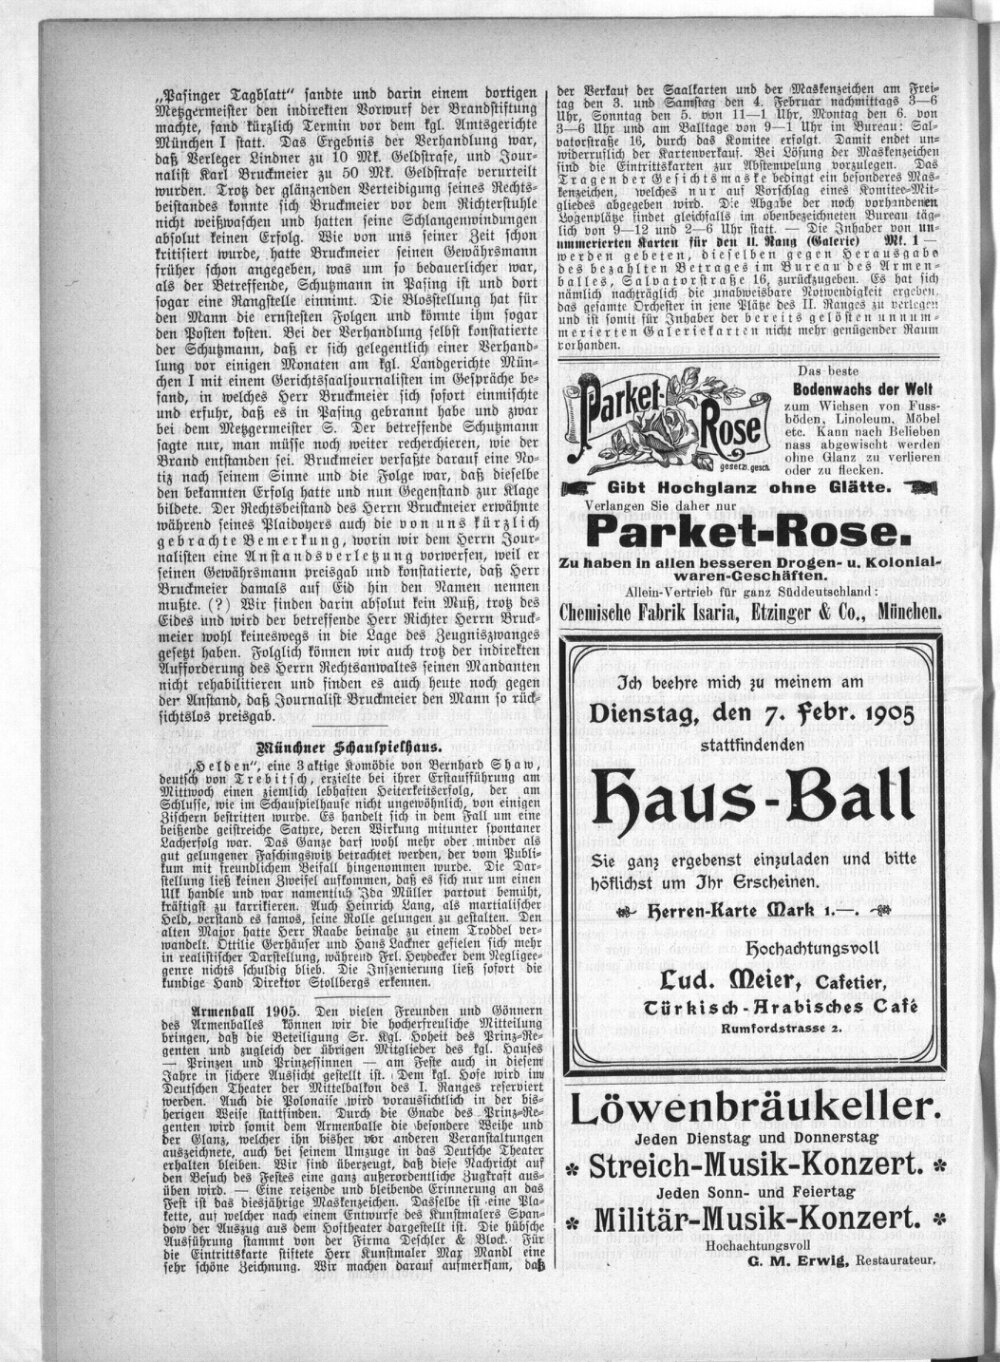 „Pasinger Tagblatt“ sandte und darin einem dortigen
Metzgermeister den indirekten Vorwurf der Brandstiftung
machte, fand kürzlich Termin vor dem kgl. Amtsgerichte
München I statt. Das Ergebnis der Verhandlung war,
daß Verleger Lindner zu 10 Mk. Geldstrafe, und Jour-
nalist Karl Bruckmeier zu 50 Mk. Geldstrafe verurteilt
wurden. Trotz der glänzenden Verteidigung seines Rechts-
beistandes konnte sich Bruckmeier vor dem Richterstuhle
nicht weißwaschen und hatten seine Schlangenwindungen
absolut keinen Erfolg. Wie von uns seiner Zeit schon
kritisiert wurde, hatte Bruckmeier seinen Gewährsmann
früher schon angegeben, was um so bedauerlicher war,
als der Betreffende, Schutzmann in Pasing ist und dort
sogar eine Rangstelle einnimt. Die Blosstellung hat für
den Mann die ernstesten Folgen und könnte ihm sogar
den Posten kosten. Bei der Verhandlung selbst konstatierte
der Schutzmann, daß er sich gelegentlich einer Verhand-
lung vor einigen Monaten am kgl. Landgerichte Mün-
chen I mit einem Gerichtssaaljournalisten im Gespräche be-
fand, in welches Herr Bruckmeier sich sofort einmischte
und erfuhr, daß es in Pasing gebrannt habe und zwar
bei dem Metzgermeister S. Der betreffende Schutzmann
sagte nur, man müsse noch weiter recherchieren, wie der
Brand entstanden sei. Bruckmeier verfaßte darauf eine No-
tiz nach seinem Sinne und die Folge war, daß dieselbe
den bekannten Erfolg hatte und nun Gegenstand zur Klage
bildete. Der Rechtsbeistand des Herrn Bruckmeier erwähnte
während seines Plaidoyers auch die von uns kürzlich
gebrachte Bemerkung, worin wir dem Herrn Jour-
nalisten eine Anstandsverletzung vorwerfen, weil er
seinen Gewährsmann preisgab und konstatierte, daß Herr
Bruckmeier damals auf Eid hin den Namen nennen
mußte. (?) Wir finden darin absolut kein Muß, trotz des
Eides und wird der betreffende Herr Richter Herrn Bruck-
meier wohl keineswegs in die Lage des Zeugniszwanges
gesetzt haben. Folglich können wir auch trotz der indirekten
Aufforderung des Herrn Rechtsanwaltes seinen Mandanten
nicht rehabilitieren und finden es auch heute noch gegen
der Anstand, daß Journalist Bruckmeier den Mann so rück-
sichtslos preisgab.
Münchner Schauspielhaus.
„Helden“, eine 3 aktige Komödie von Bernhard Shaw,
deutsch von Trebitsch, erzielte bei ihrer Erstaufführung am
Mittwoch einen ziemlich lebhaften Heiterkeitserfolg, der am
Schlusse, wie im Schauspielhause nicht ungewöhnlich, von einigen
Zischern bestritten wurde. Es handelt sich in dem Fall um eine
beißende geistreiche Satyre, deren Wirkung mitunter spontaner
Lacherfolg war. Das Ganze darf wohl mehr oder minder als
gut gelungener Faschingswitz betrachtet werden, der vom Publi-
kum mit freundlichem Beifall hingenommen wurde. Die Dar-
stellung ließ keinen Zweifel aufkommen, daß es sich nur um einen
Ulk handle und war namentlich Ida Müller partout bemüht,
kräftigst zu karrikieren. Auch Heinrich Lang, als martialischer
Held, verstand es famos, seine Rolle gelungen zu gestalten. Den
alten Major hatte Herr Raabe beinahe zu einem Troddel ver-
wandelt. Ottilie Gerhäuser und Hans Lackner gefielen sich mehr
in realistischer Darstellung, während Frl. Heydecker dem Negligee-
genre nichts schuldig blieb. Die Inszenierung ließ sofort die
kundige Hand Direktor Stollbergs erkennen.
Armenball 1905. Den vielen Freunden und Gönnern
des Armenballes können wir die hocherfreuliche Mitteilung
bringen, daß die Beteiligung Sr. Kgl. Hoheit des Prinz-Re-
genten und zugleich der übrigen Mitglieder des kgl. Hauses
— Prinzen und Prinzessinnen — am Feste auch in diesem
Jahre in sichere Aussicht gestellt ist. Dem kgl. Hofe wird im
Deutschen Theater der Mittelbalkon des I. Ranges reserviert
werden. Auch die Polonaise wird voraussichtlich in der bis-
herigen Weise stattfinden. Durch die Gnade des Prinz-Re-
genten wird somit dem Armenballe die besondere Weihe und
der Glanz, welcher ihn bisher vor anderen Veranstaltungen
auszeichnete, auch bei seinem Umzuge in das Deutsche Theater
erhalten bleiben. Wir sind überzeugt, daß diese Nachricht auf
den Besuch des Festes eine ganz außerordentliche Zugkraft aus-
üben wird. — Eine reizende und bleibende Erinnerung an das
Fest ist das diesjährige Maskenzeichen. Dasselbe ist eine Pla-
kette, auf welcher nach einem Entwurfe des Kunstmalers Span-
dow der Auszug aus dem Hoftheater dargestellt ist. Die hübsche
Ausführung stammt von der Firma Deschler & Block. Für
die Eintrittskarte stiftete Herr Kunstmaler Max Mandl eine
sehr schöne Zeichnung. Wir machen darauf aufmerksam, daß
der Verkauf der Saalkarten und der Maskenzeichen am Frei-
tag den 3. und Samstag den 4. Februar nachmittags 3—6
Uhr, Sonntag den 5. von 11—1 Uhr, Montag den 6. von
3—6 Uhr und am Balltage von 9—1 Uhr im Bureau: Sal-
vatorstraße 16, durch das Komitee erfolgt. Damit endet un-
widerruflich der Kartenverkauf. Bei Lösung der Maskenzeichen
sind die Eintrittskarten zur Abstempelung vorzulegen. Das
Tragen der Gesichtsmaske bedingt ein besonderes Mas-
kenzeichen, welches nur auf Vorschlag eines Komitee-Mit-
gliedes abgegeben wird. Die Abgabe der noch vorhandenen
Logenplätze findet gleichfalls im obenbezeichneten Bureau täg-
lich von 9—12 und 2—6 Uhr statt. — Die Inhaber von un-
nummerierten Karten für den II. Rang (Galerie) Mk. 1 —
werden gebeten, dieselben gegen Herausgabe
des bezahlten Betrages im Bureau des Armen-
balles, Salvatorstraße 16, zurückzugeben. Es hat sich
nämlich nachträglich die unabweisbare Notwendigkeit ergeben,
das gesamte Orchester in jene Plätze des II. Ranges zu verlegen
und ist somit für Inhaber der bereits gelösten unnum-
merierten Galeriekarten nicht mehr genügender Raum
vorhanden.
Parket-
Rose
gesetzl. gesch.
Das beste
Bodenwachs der Welt
zum Wichsen von Fuss-
böden, Linoleum, Möbel
etc. Kann nach Belieben
nass abgewischt werden
ohne Glanz zu verlieren
oder zu flecken.
Gibt Hochglanz ohne Glätte.
Verlangen Sie daher nur
Parket-Rose.
Zu haben in allen besseren Drogen- u. Kolonial-
waren-Geschäften.
Allein-Vertrieb für ganz Süddeutschland:
Chemische Fabrik Isaria, Etzinger & Co., München.
Ich beehre mich zu meinem am
Dienstag, den 7. Febr. 1905
stattfindenden
Haus-Ball
Sie ganz ergebenst einzuladen und bitte
höflichst um Ihr Erscheinen.
Herren-Karte Mark 1.—.
Hochachtungsvoll
Lud. Meier, Cafetier,
Türkisch-Arabisches Café
Rumfordstrasse 2.
Löwenbräukeller.
Jeden Dienstag und Donnerstag
* Streich-Musik-Konzert. *
Jeden Sonn- und Feiertag
* Militär-Musik-Konzert. *
Hochachtungsvoll
C. M. Erwig, Restaurateur.